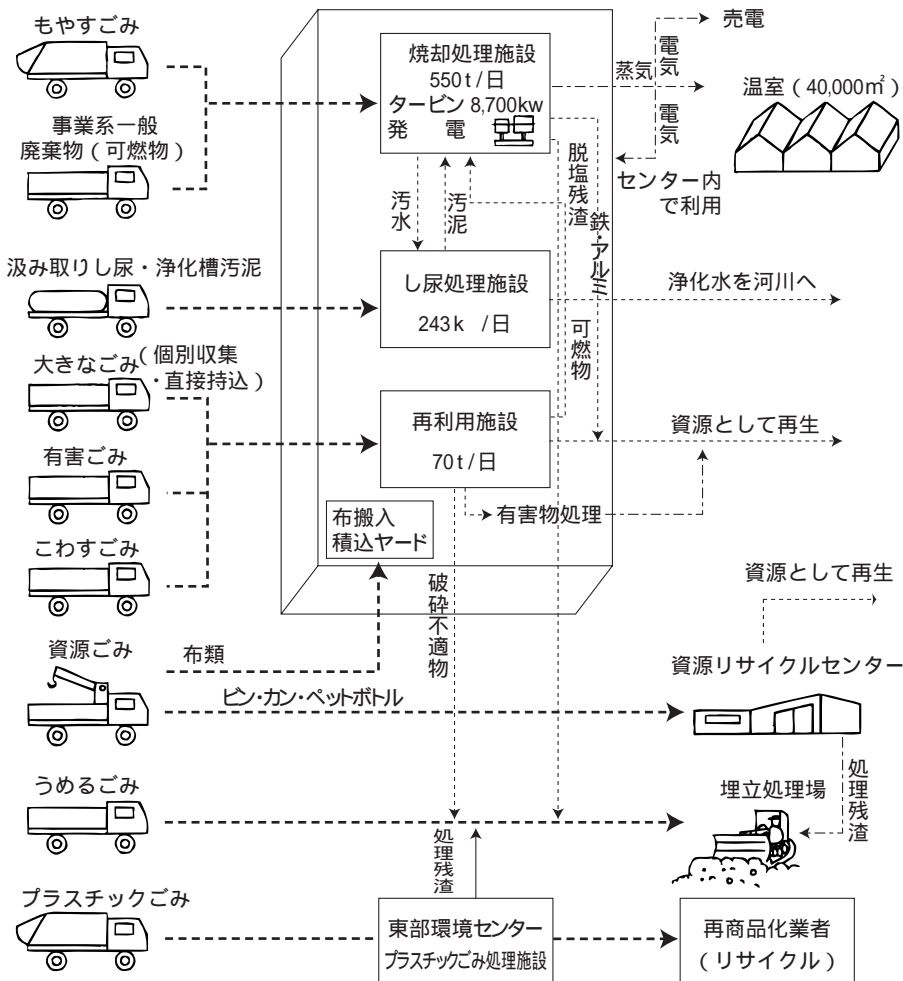 もやすごみ
事業系一般
廃棄物（可燃物）
汲み取りし尿・浄化槽汚泥
大きなごみ
（個別収集
・直接持込）
有害ごみ
こわすごみ
資源ごみ
うめるごみ
プラスチックごみ
焼却処理施設
550t/日
タービン 8,700kw
発電
汚水
汚泥
脱塩残渣
鉄・アルミ
し尿処理施設
243k /日
可燃物
再利用施設
70t/日
有害物処理
布搬入
積込ヤード
破砕不適物
布類
ビン・カン・ペットボトル
処理残渣
東部環境センター
プラスチックごみ処理施設
売電
蒸気
電気
電気
温室（40,000㎡）
センター内
で利用
浄化水を河川へ
資源として再生
資源として再生
資源リサイクルセンター
処理残渣
埋立処理場
再商品化業者
（リサイクル）